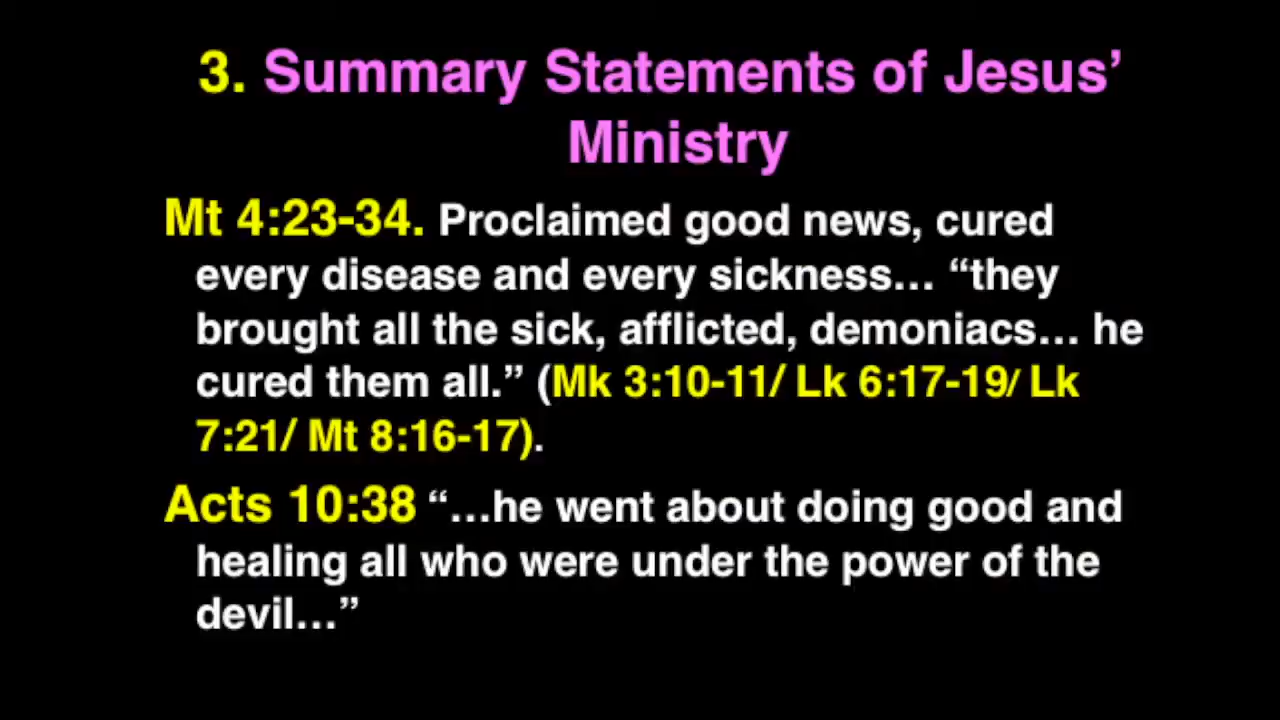 3. Summary Statements of Jesus’
Ministry
Mt 4:23-34. Proclaimed good news, cured
every disease and every sickness… “they
brought all the sick, afflicted, demoniacs… he
cured them all.” (Mk 3:10-11/ Lk 6:17-19/ Lk
7:21/ Mt 8:16-17).
Acts 10:38 “…he went about doing good and
healing all who were under the power of the
devil…”